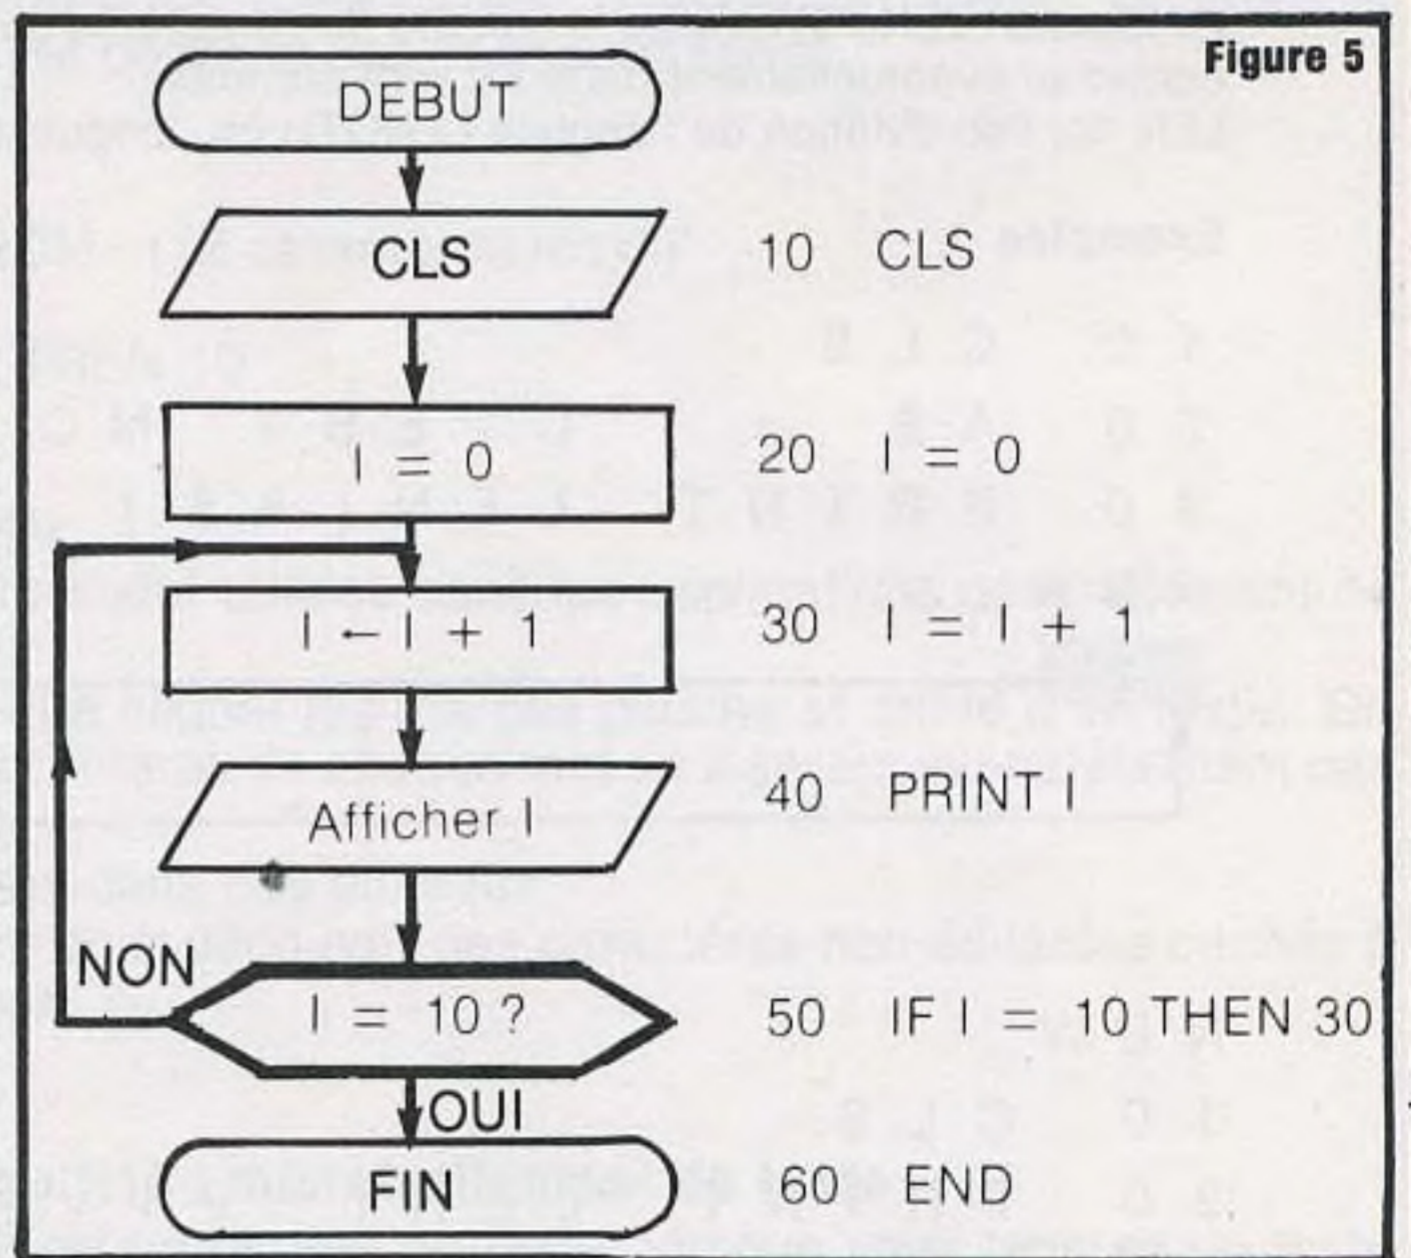 Figure 5
DEBUT
CLS 10 CLS
I = 0 20 I = 0
I ← I + 1 30 I = I + 1
Afficher I 40 PRINT I
NON
I = 10 ? 50 IF I = 10 THEN 30
OUI
FIN 60 END